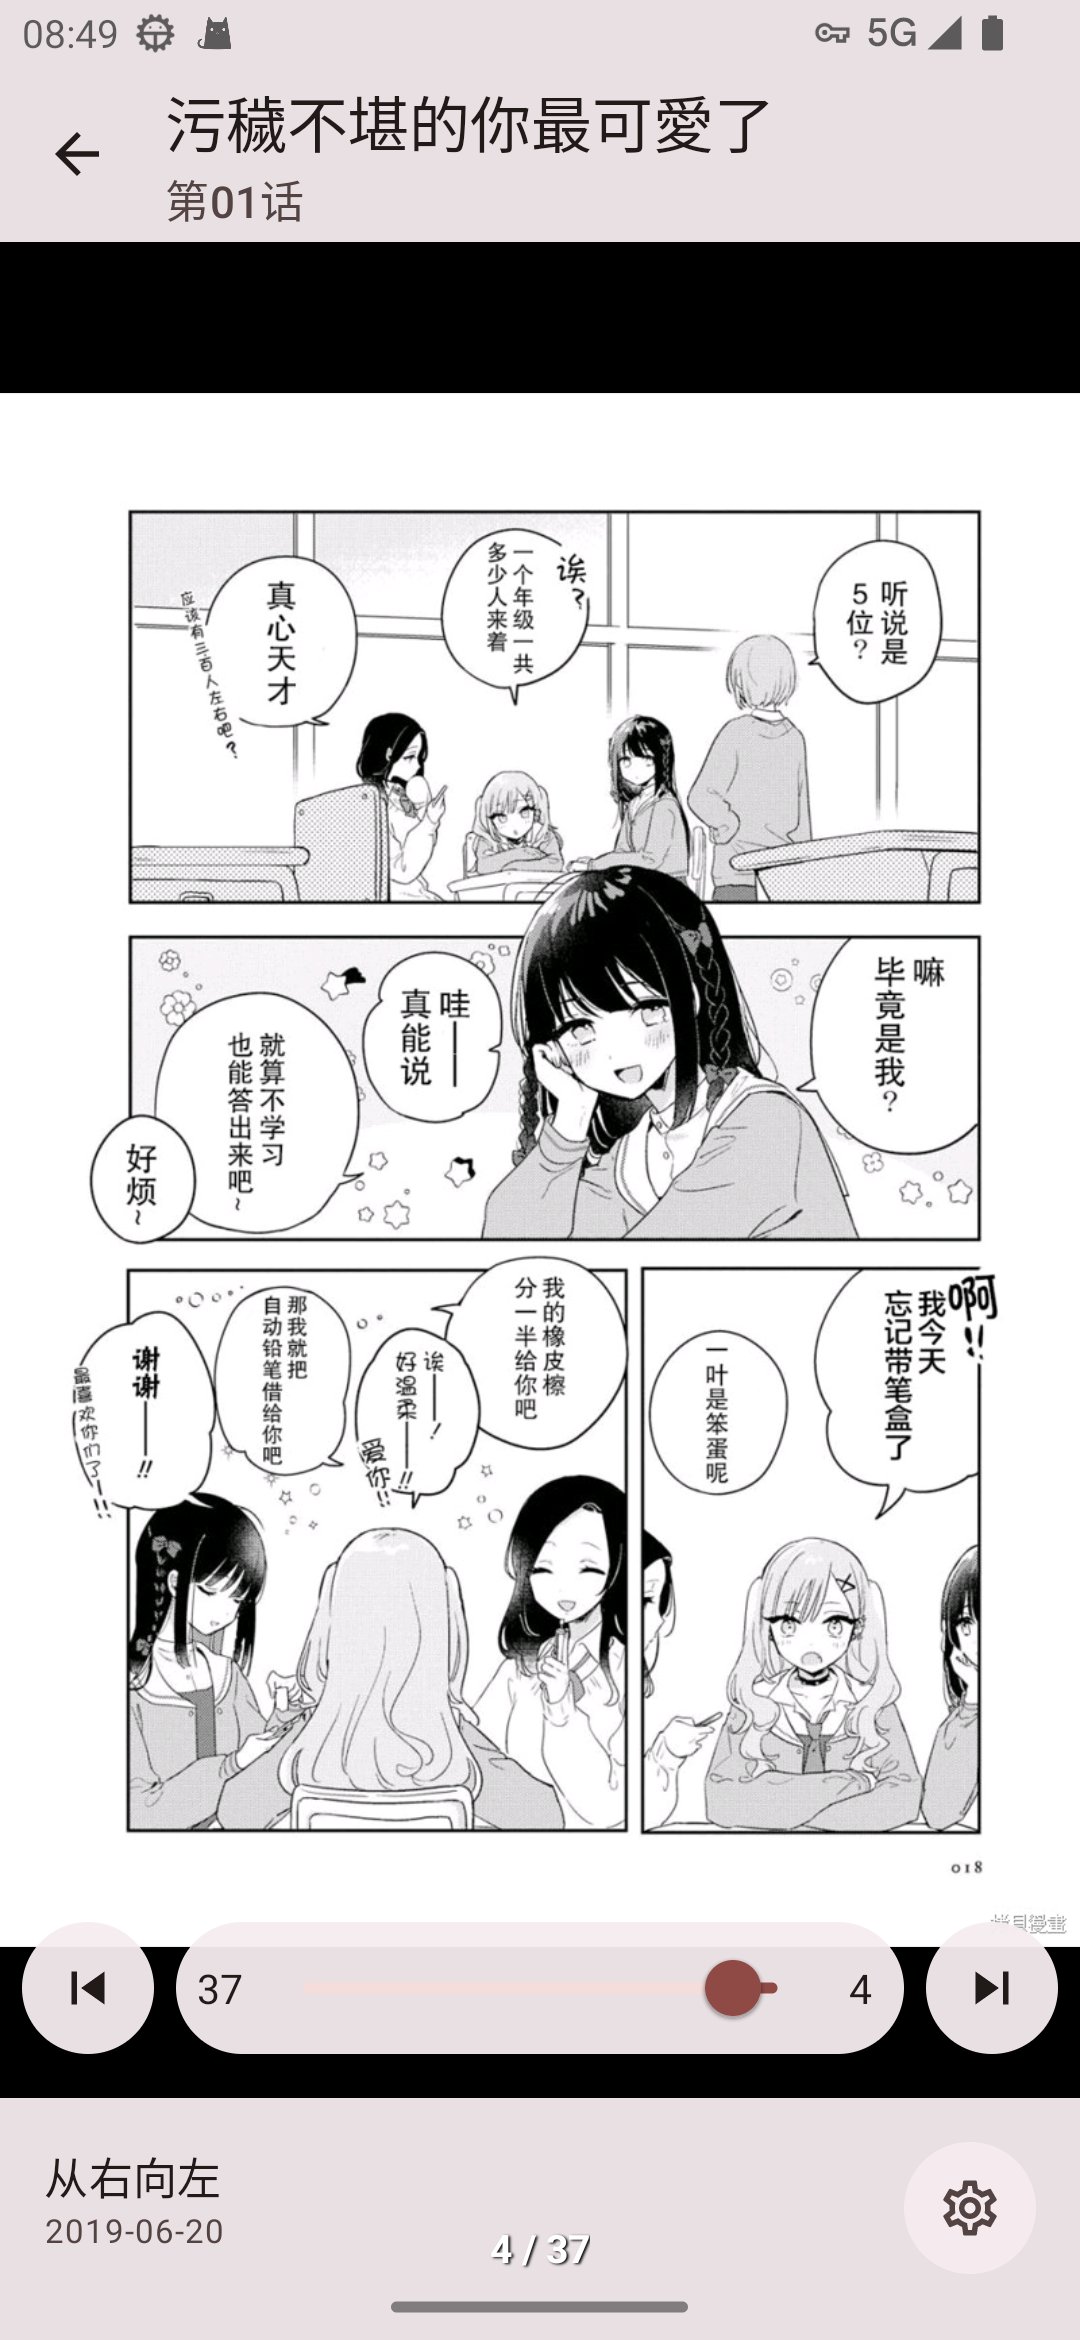 08:49
5G
污穢不堪的你最可愛了
第01话
听说是
5位?
诶?
一个年级一共
多少人来着
真心天才
应该有三百人左右吧?
嘛
毕竟是我?
哇——
真能说
就算不学习
也能答出来吧~
好烦~
啊!!
我今天
忘记带笔盒了
一叶是笨蛋呢
我的橡皮檫
分一半给你吧
诶——!
好温柔——!!
爱你!!
那我就把
自动铅笔借给你吧
谢谢——!!
最喜欢你们了!!
018
37
4
从右向左
2019-06-20
4 / 37